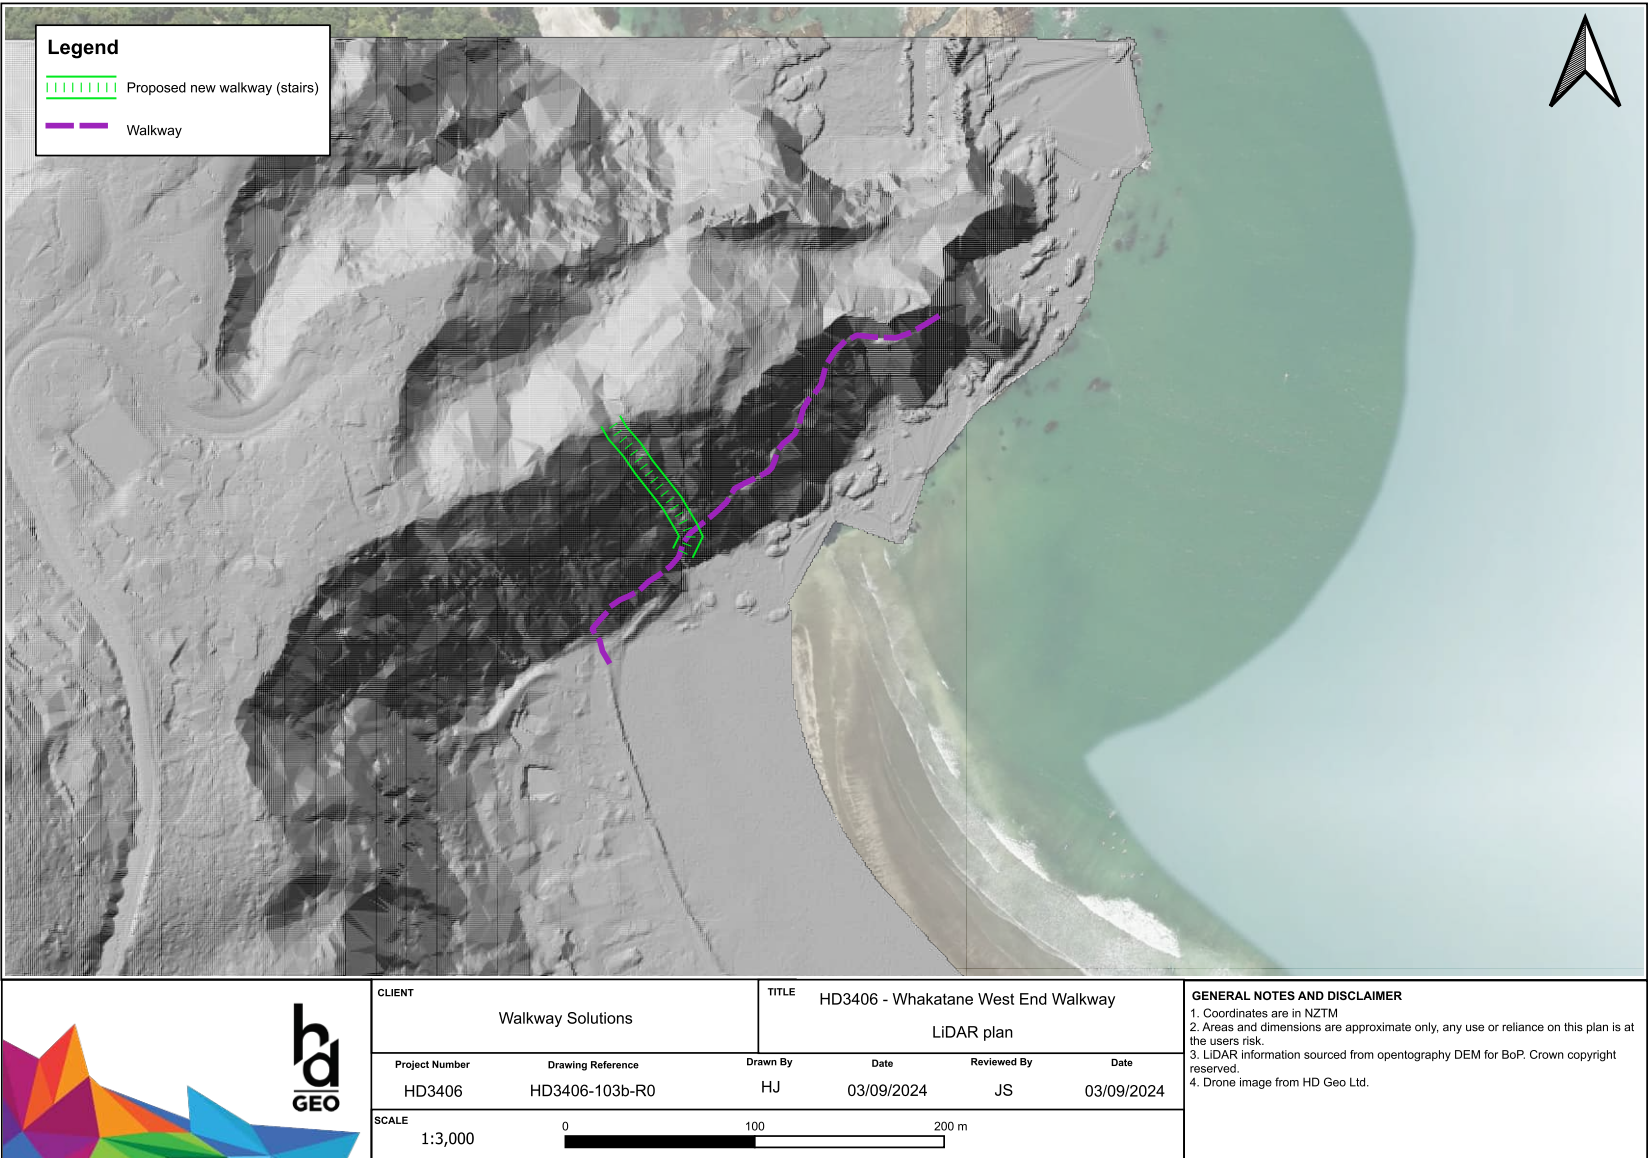 Legend
Proposed new walkway (stairs)
Walkway
hd
GEO
CLIENT
Walkway Solutions
TITLE
HD3406 - Whakatane West End Walkway
LiDAR plan
Project Number
HD3406
Drawing Reference
HD3406-103b-R0
Drawn By
HJ
Date
03/09/2024
Reviewed By
JS
Date
03/09/2024
SCALE
1:3,000
0 100 200 m
GENERAL NOTES AND DISCLAIMER
1. Coordinates are in NZTM
2. Areas and dimensions are approximate only, any use or reliance on this plan is at
the users risk.
3. LiDAR information sourced from opentography DEM for BoP. Crown copyright
reserved.
4. Drone image from HD Geo Ltd.